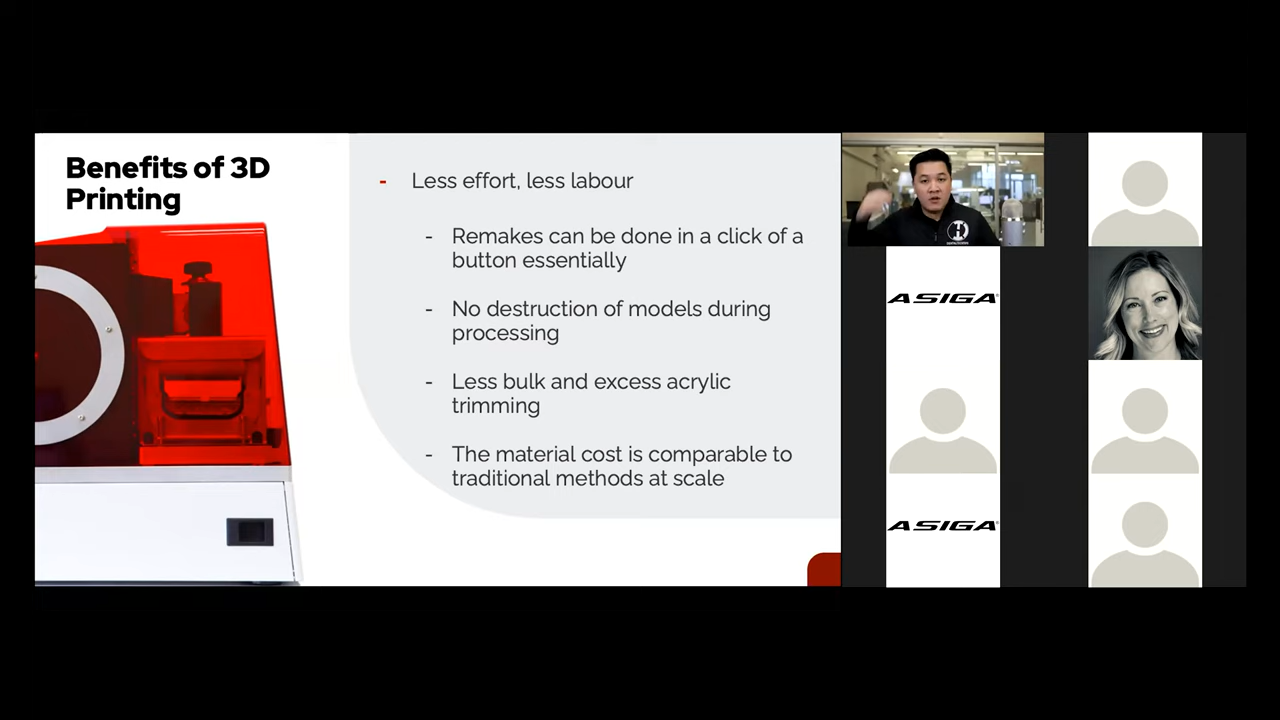 Benefits of 3D
Printing
- Less effort, less labour
- Remakes can be done in a click of a
button essentially
- No destruction of models during
processing
- Less bulk and excess acrylic
trimming
- The material cost is comparable to
traditional methods at scale
ASIGA®
ASIGA®